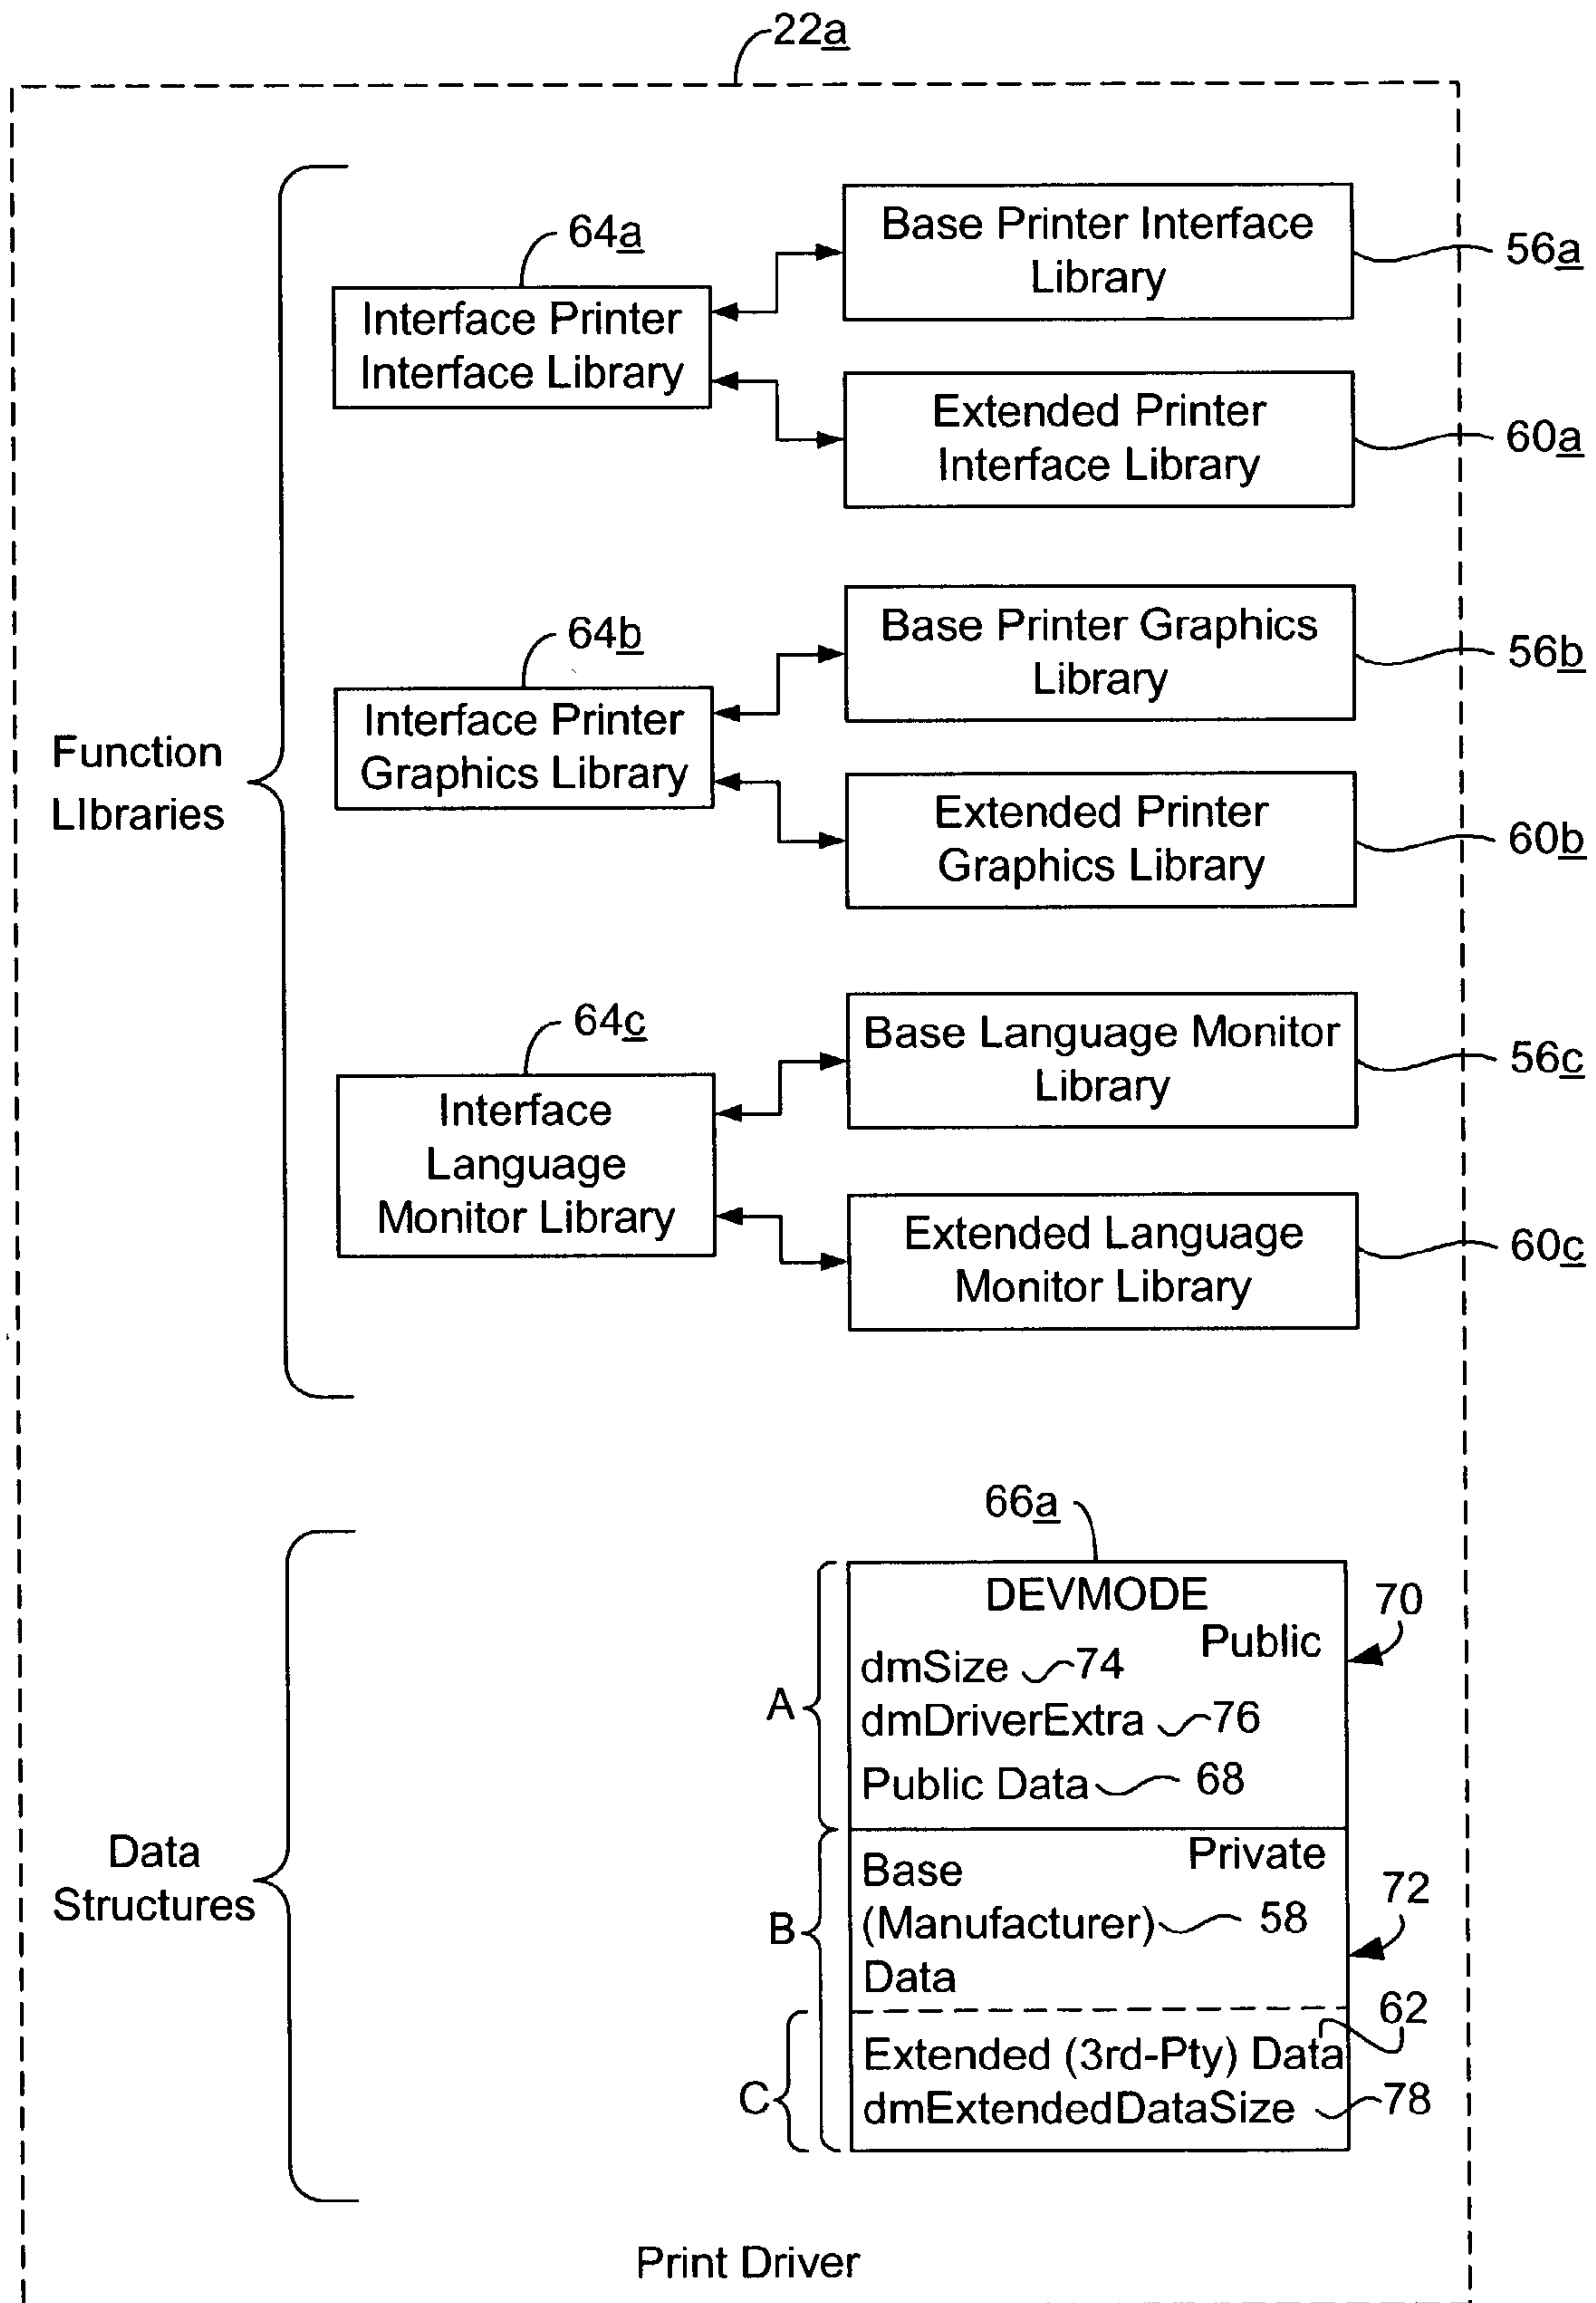 22a
64a
Base Printer Interface
Library
56a
Interface Printer
Interface Library
Extended Printer
Interface Library
60a
64b
Base Printer Graphics
Library
56b
Interface Printer
Graphics Library
Function
LIbraries
Extended Printer
Graphics Library
60b
64c
Base Language Monitor
Library
56c
Interface
Language
Monitor Library
Extended Language
Monitor Library
60c
66a
DEVMODE
Public
70
dmSize 74
A
dmDriverExtra 76
Public Data 68
Data
Structures
Private
Base
(Manufacturer) 58
Data
72
B
62
Extended (3rd-Pty) Data
C
dmExtendedDataSize 78
Print Driver